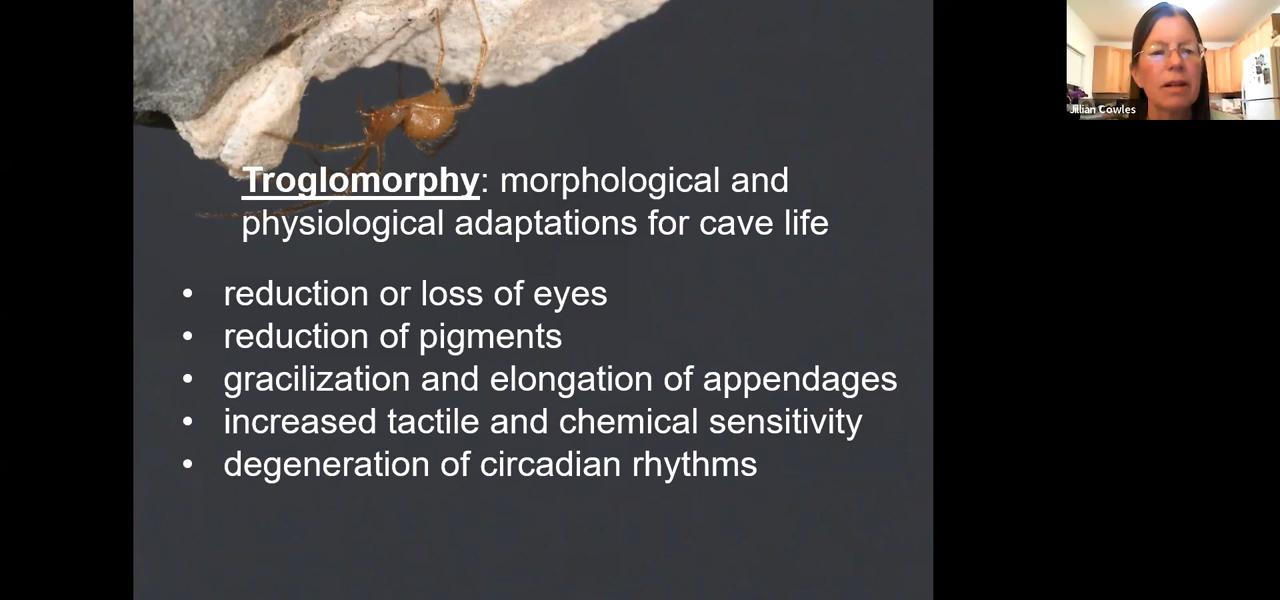 Troglomorphy: morphological and
physiological adaptations for cave life
• reduction or loss of eyes
• reduction of pigments
• gracilization and elongation of appendages
• increased tactile and chemical sensitivity
• degeneration of circadian rhythms
Jillian Cowles